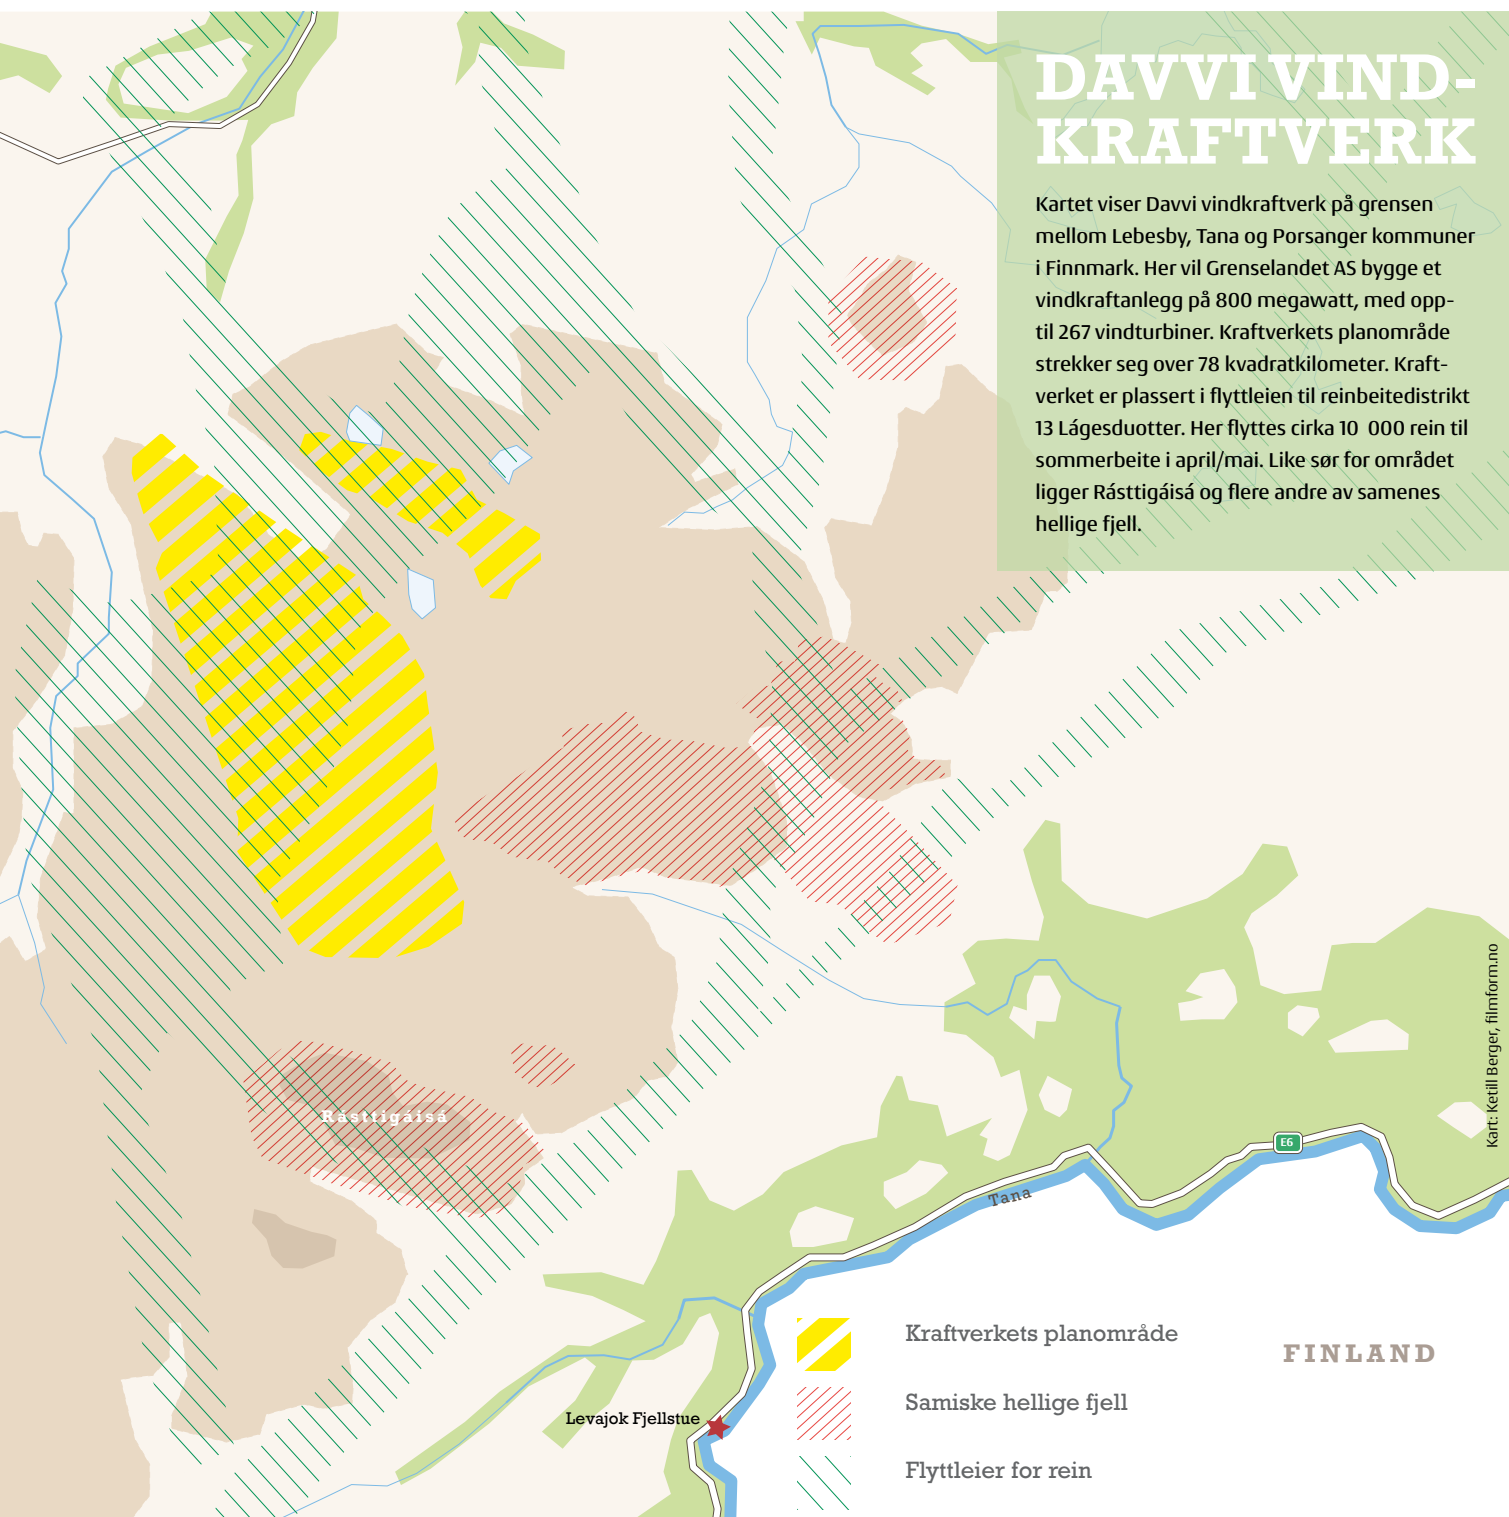 DAVVI VIND-
KRAFTVERK
Kartet viser Davvi vindkraftverk på grensen
mellom Lebesby, Tana og Porsanger kommuner
i Finnmark. Her vil Grenselandet AS bygge et
vindkraftanlegg på 800 megawatt, med opp-
til 267 vindturbiner. Kraftverkets planområde
strekker seg over 78 kvadratkilometer. Kraft-
verket er plassert i flyttleien til reinbeitedistrikt
13 Lágesduotter. Her flyttes cirka 10 000 rein til
sommerbeite i april/mai. Like sør for området
ligger Rásttigáisá og flere andre av samenes
hellige fjell.
Kart: Ketill Berger, filmform.no
Rásttigáisá
E6
Tana
Kraftverkets planområde
FINLAND
Samiske hellige fjell
Levajok Fjellstue
Flyttleier for rein